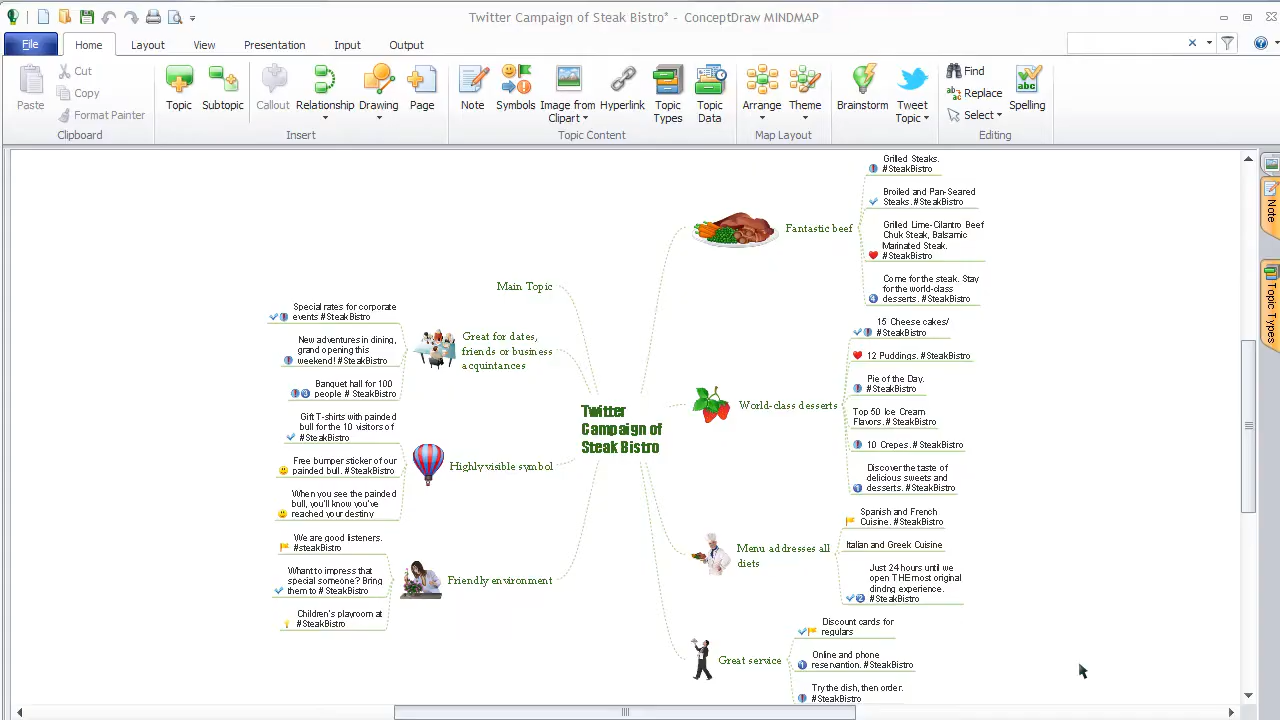 Twitter Campaign of Steak Bistro* - ConceptDraw MINDMAP
File
Home
Layout
View
Presentation
Input
Output
Paste
Cut
Copy
Format Painter
Clipboard
Topic
Subtopic
Callout
Relationship
Drawing
Page
Insert
Note
Symbols
Image from
Clipart
Hyperlink
Topic
Types
Topic
Data
Topic Content
Arrange
Theme
Map Layout
Brainstorm
Tweet
Topic
Find
Replace
Select
Spelling
Editing
Note
Topic Types
Twitter
Campaign of
Steak Bistro
Main Topic
Great for dates,
friends or business
acquintances
Special rates for corporate
events #SteakBistro
New adventures in dining,
grand opening this
weekend! #SteakBistro
Banquet hall for 100
people # SteakBistro
Highly visible symbol
Gift T-shirts with painded
bull for the 10 visitors of
#SteakBistro
Free bumper sticker of our
painded bull. #SteakBistro
When you see the painded
bull, you'll know you've
reached your destiny
Friendly environment
We are good listeners.
#steakBistro
Whant to impress that
special someone? Bring
them to #SteakBistro
Children's playroom at
#SteakBistro
Fantastic beef
Grilled Steaks.
#SteakBistro
Broiled and Pan-Seared
Steaks. #SteakBistro
Grilled Lime-Cilantro Beef
Chuk Steak, Balsamic
Marinated Steak.
#SteakBistro
Come for the steak. Stay
for the world-class
desserts. #SteakBistro
World-class desserts
15 Cheese cakes/
#SteakBistro
12 Puddings. #SteakBistro
Pie of the Day.
#SteakBistro
Top 50 Ice Cream
Flavors. #SteakBistro
10 Crepes. #SteakBistro
Discover the taste of
delicious sweets and
desserts. #SteakBistro
Menu addresses all
diets
Spanish and French
Cuisine. #SteakBistro
Italian and Greek Cuisine
Just 24 hours until we
open THE most original
dindng experience.
#SteakBistro
Great service
Discount cards for
regulars
Online and phone
reservantion. #SteakBistro
Try the dish, then order.
#SteakBistro